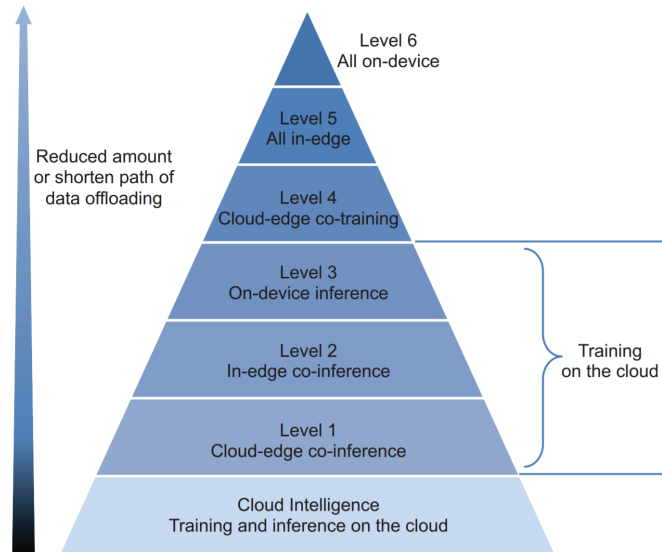 Level 6
All on-device
Level 5
All in-edge
Reduced amount
or shorten path of
data offloading
Level 4
Cloud-edge co-training
Level 3
On-device inference
Level 2
In-edge co-inference
Training
on the cloud
Level 1
Cloud-edge co-inference
Cloud Intelligence
Training and inference on the cloud